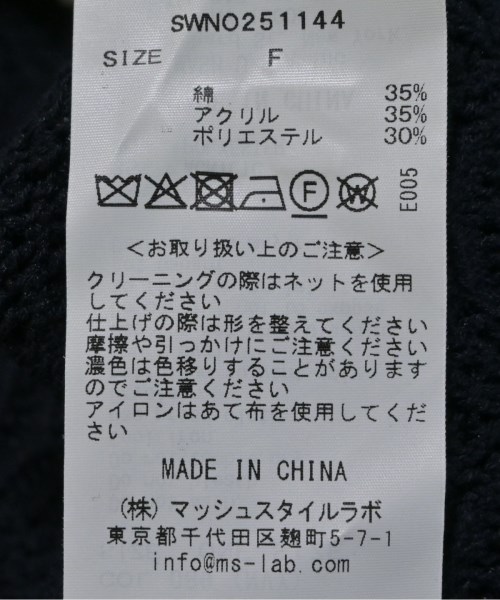 SWNO251144
SIZE F
綿 35%
アクリル 35%
ポリエステル 30%
F W E005
＜お取り扱い上のご注意＞
クリーニングの際はネットを使用
してください
仕上げの際は形を整えてください
摩擦や引っかけにご注意ください
濃色は色移りすることがあります
のでご注意ください
アイロンはあて布を使用してくだ
さい
MADE IN CHINA
(株) マッシュスタイルラボ
東京都千代田区麹町5-7-1
info@ms-lab.com